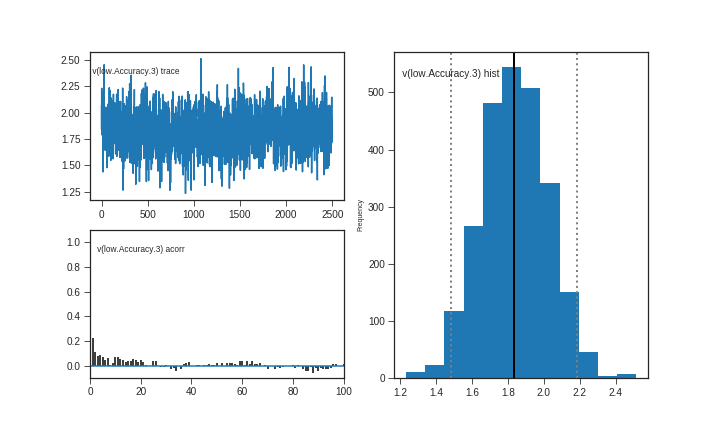 v(low.Accuracy.3) trace
2.50
2.25
2.00
1.75
1.50
1.25
0 500 1000 1500 2000 2500
v(low.Accuracy.3) acorr
1.0
0.8
0.6
0.4
0.2
0.0
0 20 40 60 80 100
v(low.Accuracy.3) hist
Frequency
500
400
300
200
100
0
1.2 1.4 1.6 1.8 2.0 2.2 2.4